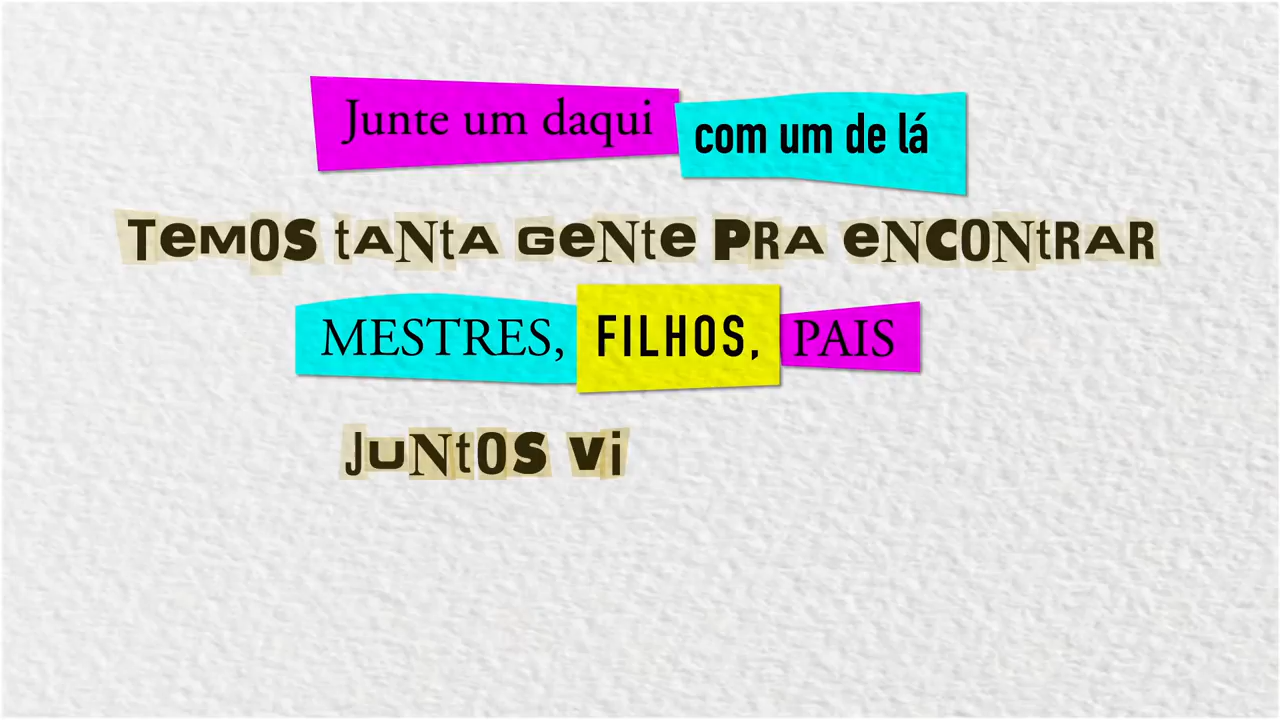 Junte um daqui com um de lá
TeMOS tANtA GeNte PRA eNCONtRAR
MESTRES, FILHOS, PAIS
JuNtOS Vi